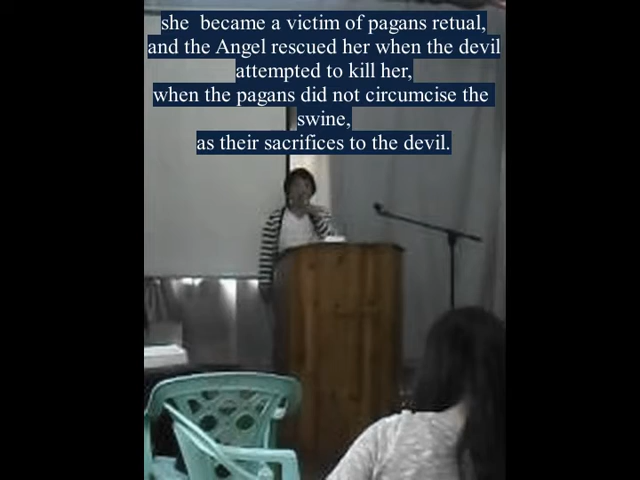 she  became a victim of pagans retual,
and the Angel rescued her when the devil
attempted to kill her,
when the pagans did not circumcise the
swine,
as their sacrifices to the devil.